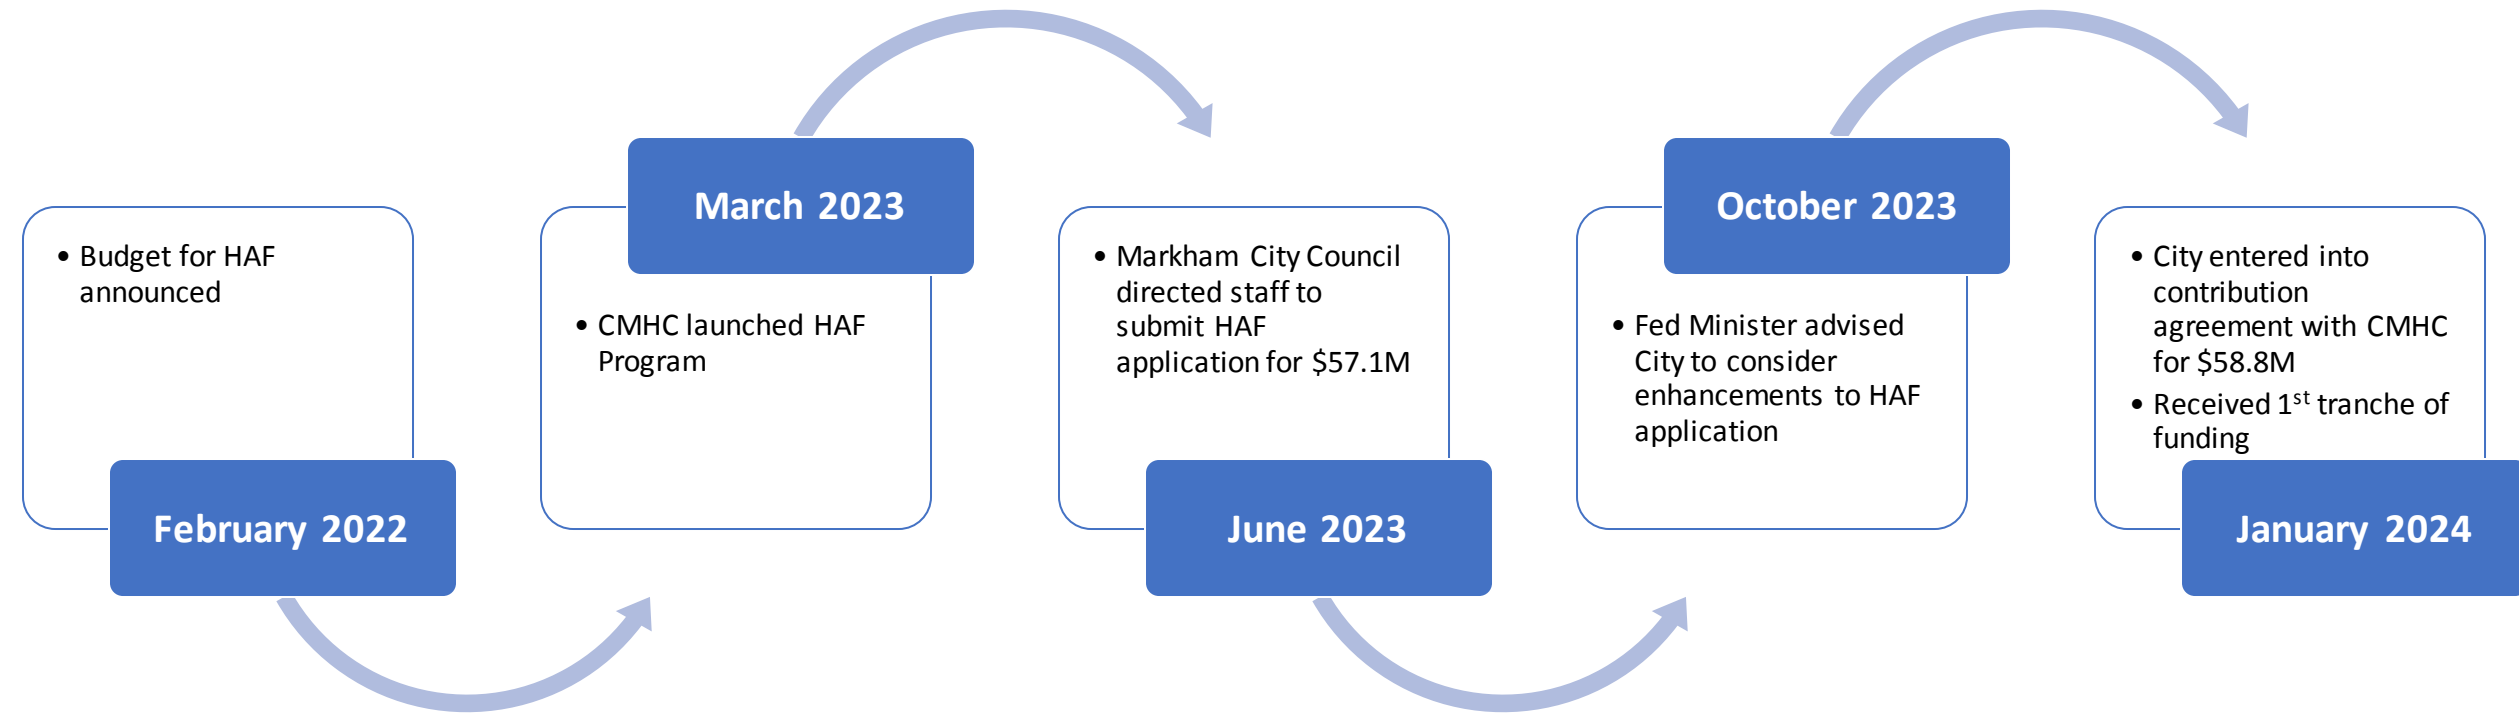 • Budget for HAF
announced
February 2022
March 2023
• CMHC launched HAF
Program
• Markham City Council
directed staff to
submit HAF
application for $57.1M
June 2023
October 2023
• Fed Minister advised
City to consider
enhancements to HAF
application
• City entered into
contribution
agreement with CMHC
for $58.8M
• Received 1st tranche of
funding
January 2024